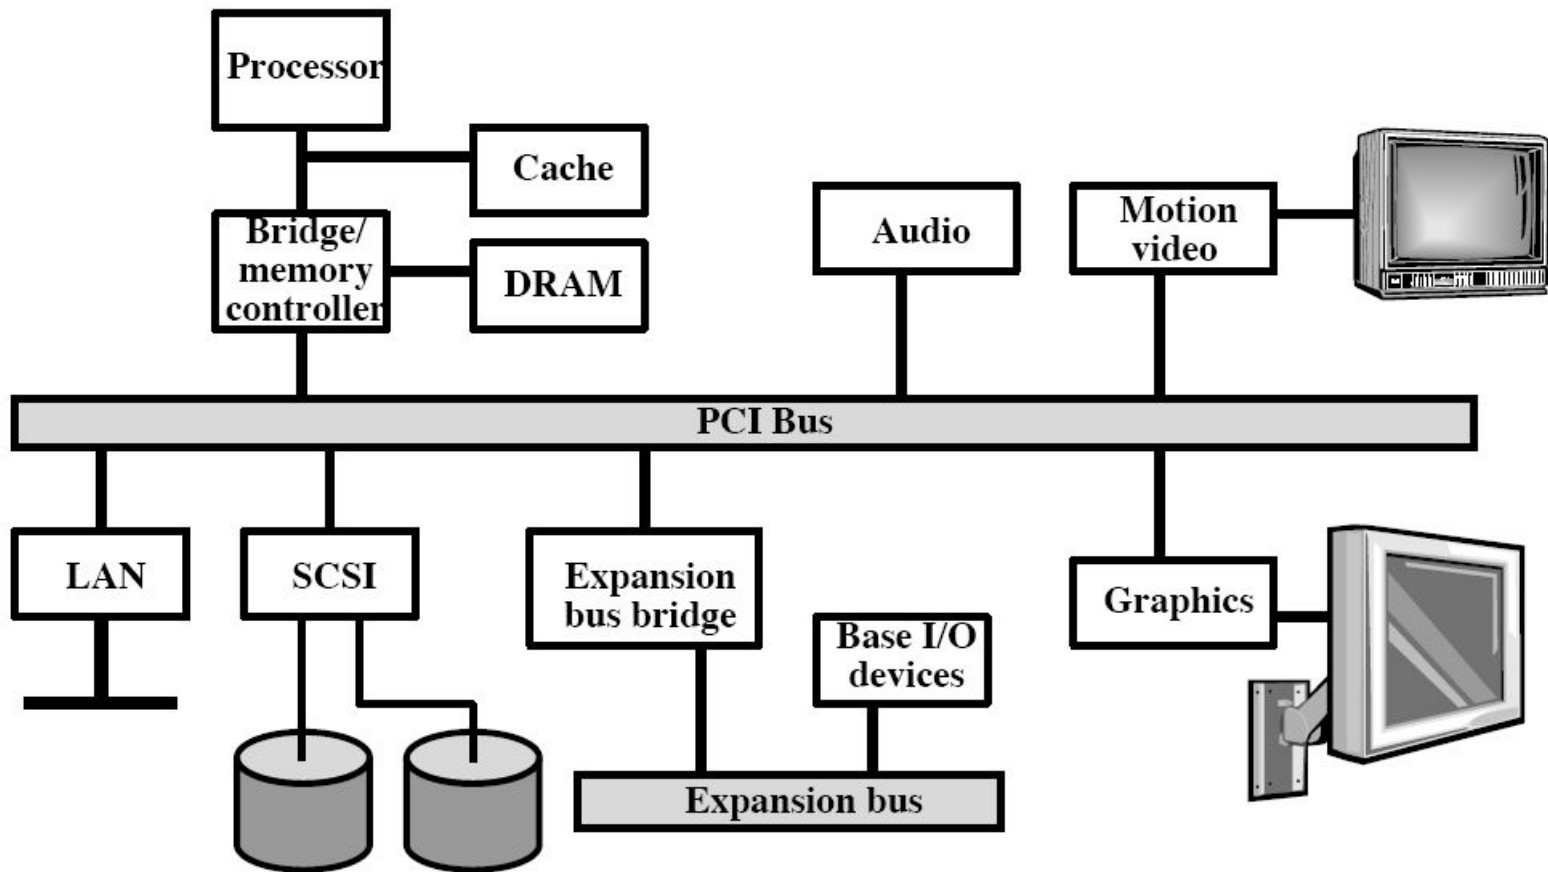 Processor
Cache
Bridge/
memory
controller
DRAM
Audio
Motion
video
PCI Bus
LAN
SCSI
Expansion
bus bridge
Base I/O
devices
Graphics
Expansion bus